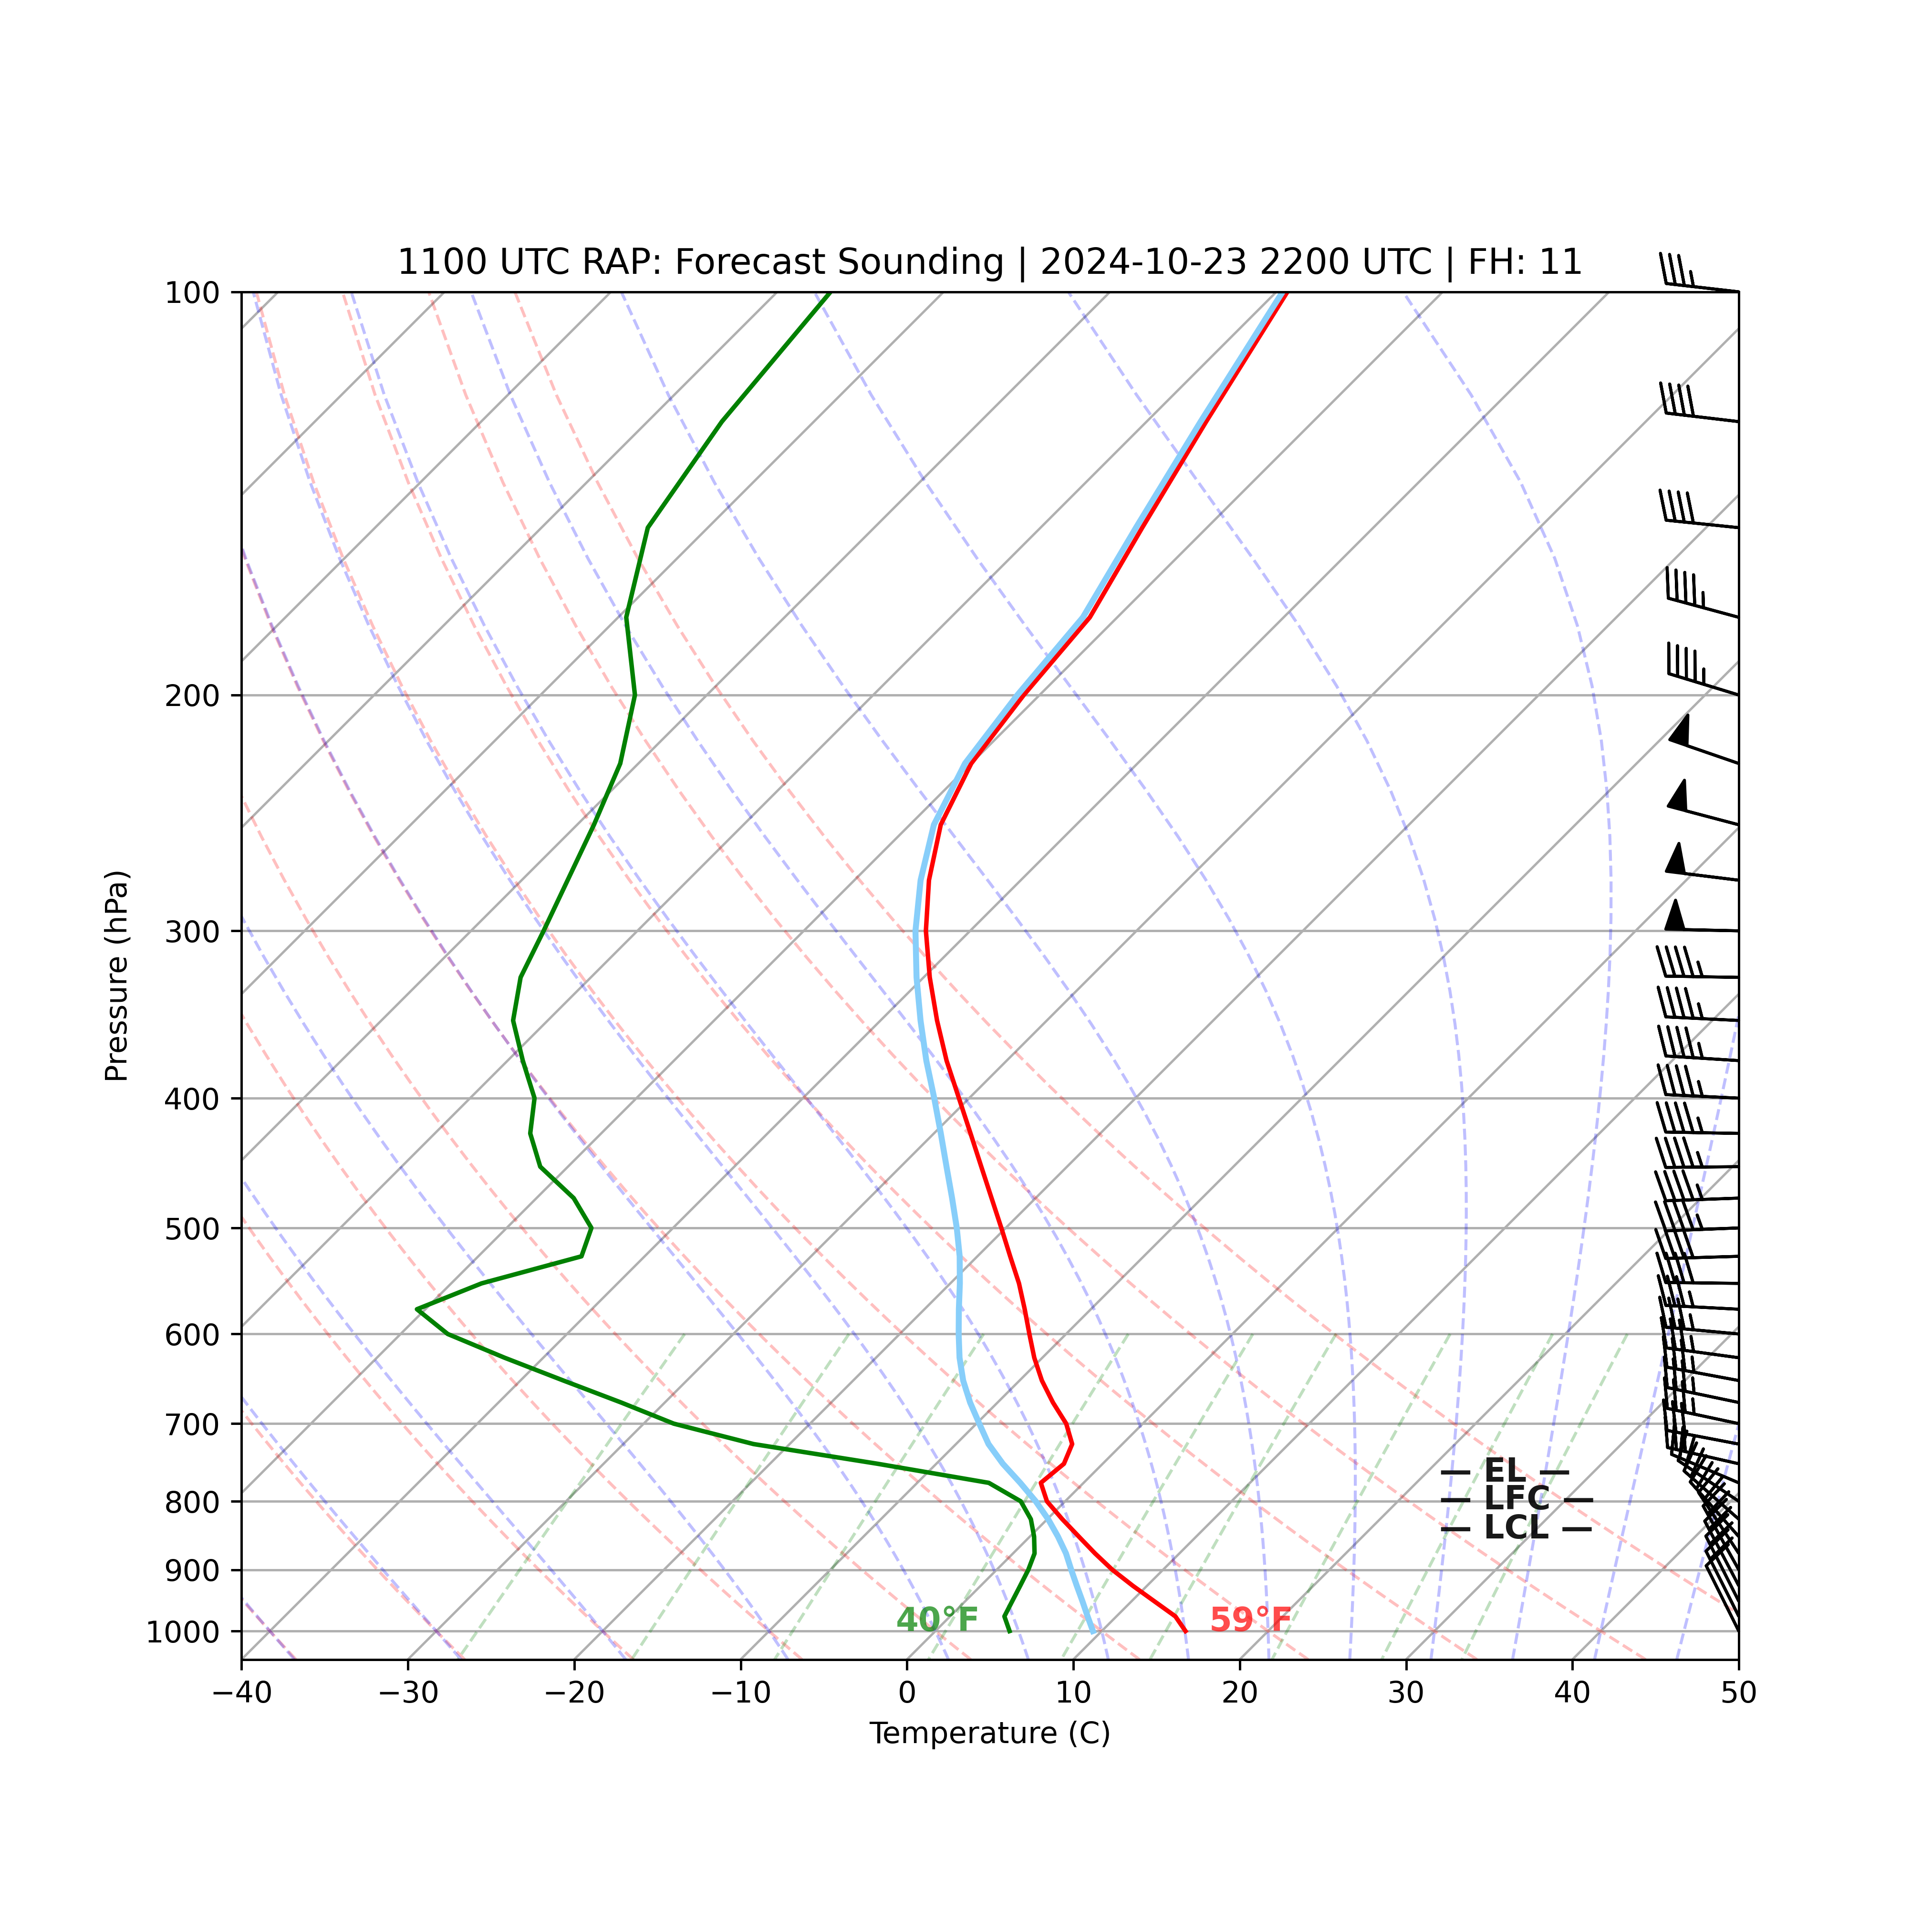 1100 UTC RAP: Forecast Sounding | 2024-10-23 2200 UTC | FH: 11
100
200
300
400
500
600
700
800
900
1000
Pressure (hPa)
— EL —
— LFC —
— LCL —
40°F
59°F
−40 −30 −20 −10 0 10 20 30 40 50
Temperature (C)